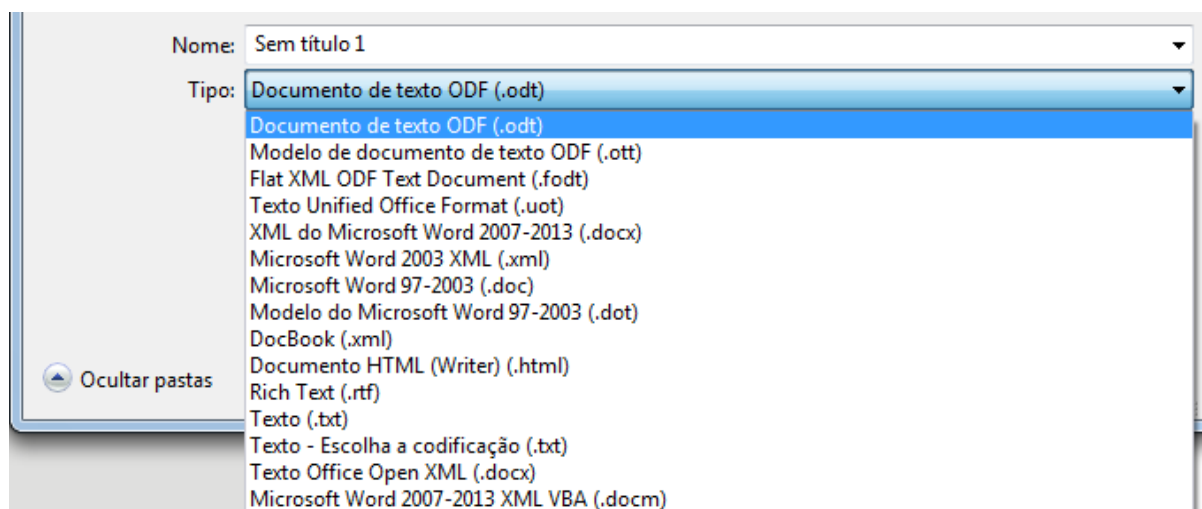 Nome: Sem título 1
Tipo: Documento de texto ODF (.odt)
Documento de texto ODF (.odt)
Modelo de documento de texto ODF (.ott)
Flat XML ODF Text Document (.fodt)
Texto Unified Office Format (.uot)
XML do Microsoft Word 2007-2013 (.docx)
Microsoft Word 2003 XML (.xml)
Microsoft Word 97-2003 (.doc)
Modelo do Microsoft Word 97-2003 (.dot)
DocBook (.xml)
Documento HTML (Writer) (.html)
Ocultar pastas
Rich Text (.rtf)
Texto (.txt)
Texto - Escolha a codificação (.txt)
Texto Office Open XML (.docx)
Microsoft Word 2007-2013 XML VBA (.docm)